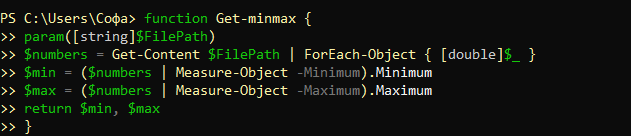 PS C:\Users\Софа> function Get-minmax {
>> param([string]$FilePath)
>> $numbers = Get-Content $FilePath | ForEach-Object { [double]$_ }
>> $min = ($numbers | Measure-Object -Minimum).Minimum
>> $max = ($numbers | Measure-Object -Maximum).Maximum
>> return $min, $max
>> }